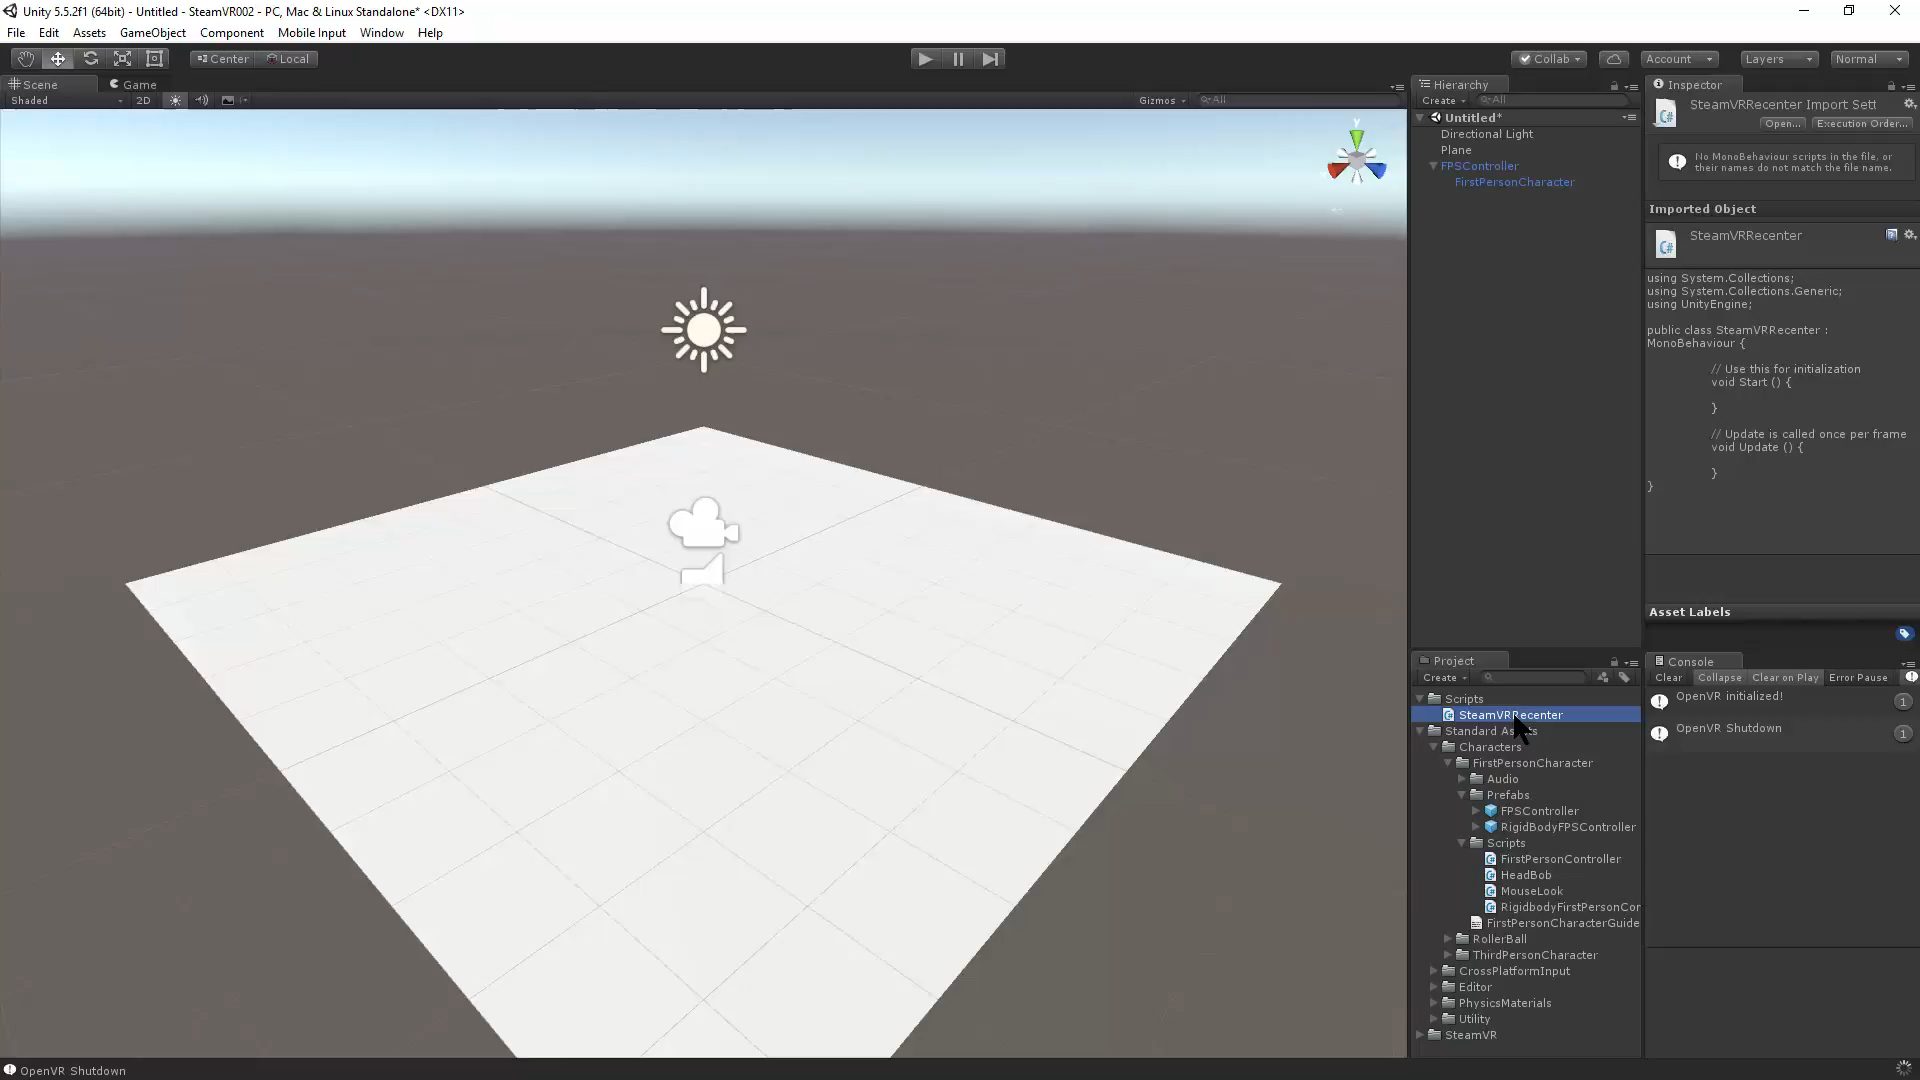 Unity 5.5.2f1 (64bit) - Untitled - SteamVR002 - PC, Mac & Linux Standalone* <DX11>
File Edit Assets GameObject Component Mobile Input Window Help
Center Local
Collab Account Layers Normal
Scene Game
Shaded 2D Gizmos All
y
Hierarchy
Create All
Untitled*
Directional Light
Plane
FPSController
FirstPersonCharacter
Inspector
SteamVRRecenter Import Sett
Open... Execution Order...
No MonoBehaviour scripts in the file, or
their names do not match the file name.
Imported Object
SteamVRRecenter
using System.Collections;
using System.Collections.Generic;
using UnityEngine;
public class SteamVRRecenter :
MonoBehaviour {
// Use this for initialization
void Start () {
}
// Update is called once per frame
void Update () {
}
}
Asset Labels
Project
Create
Scripts
SteamVRRecenter
Standard Assets
Characters
FirstPersonCharacter
Audio
Prefabs
FPSController
RigidBodyFPSController
Scripts
FirstPersonController
HeadBob
MouseLook
RigidbodyFirstPersonCor
FirstPersonCharacterGuide
RollerBall
ThirdPersonCharacter
CrossPlatformInput
Editor
PhysicsMaterials
Utility
SteamVR
Console
Clear Collapse Clear on Play Error Pause
OpenVR initialized! 1
OpenVR Shutdown 1
OpenVR Shutdown